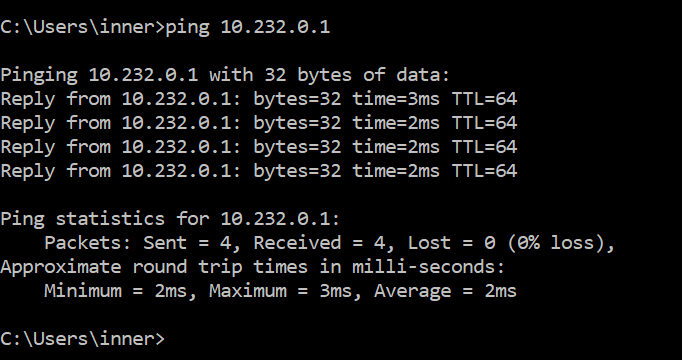 C:\Users\inner>ping 10.232.0.1
Pinging 10.232.0.1 with 32 bytes of data:
Reply from 10.232.0.1: bytes=32 time=3ms TTL=64
Reply from 10.232.0.1: bytes=32 time=2ms TTL=64
Reply from 10.232.0.1: bytes=32 time=2ms TTL=64
Reply from 10.232.0.1: bytes=32 time=2ms TTL=64
Ping statistics for 10.232.0.1:
    Packets: Sent = 4, Received = 4, Lost = 0 (0% loss),
Approximate round trip times in milli-seconds:
    Minimum = 2ms, Maximum = 3ms, Average = 2ms
C:\Users\inner>